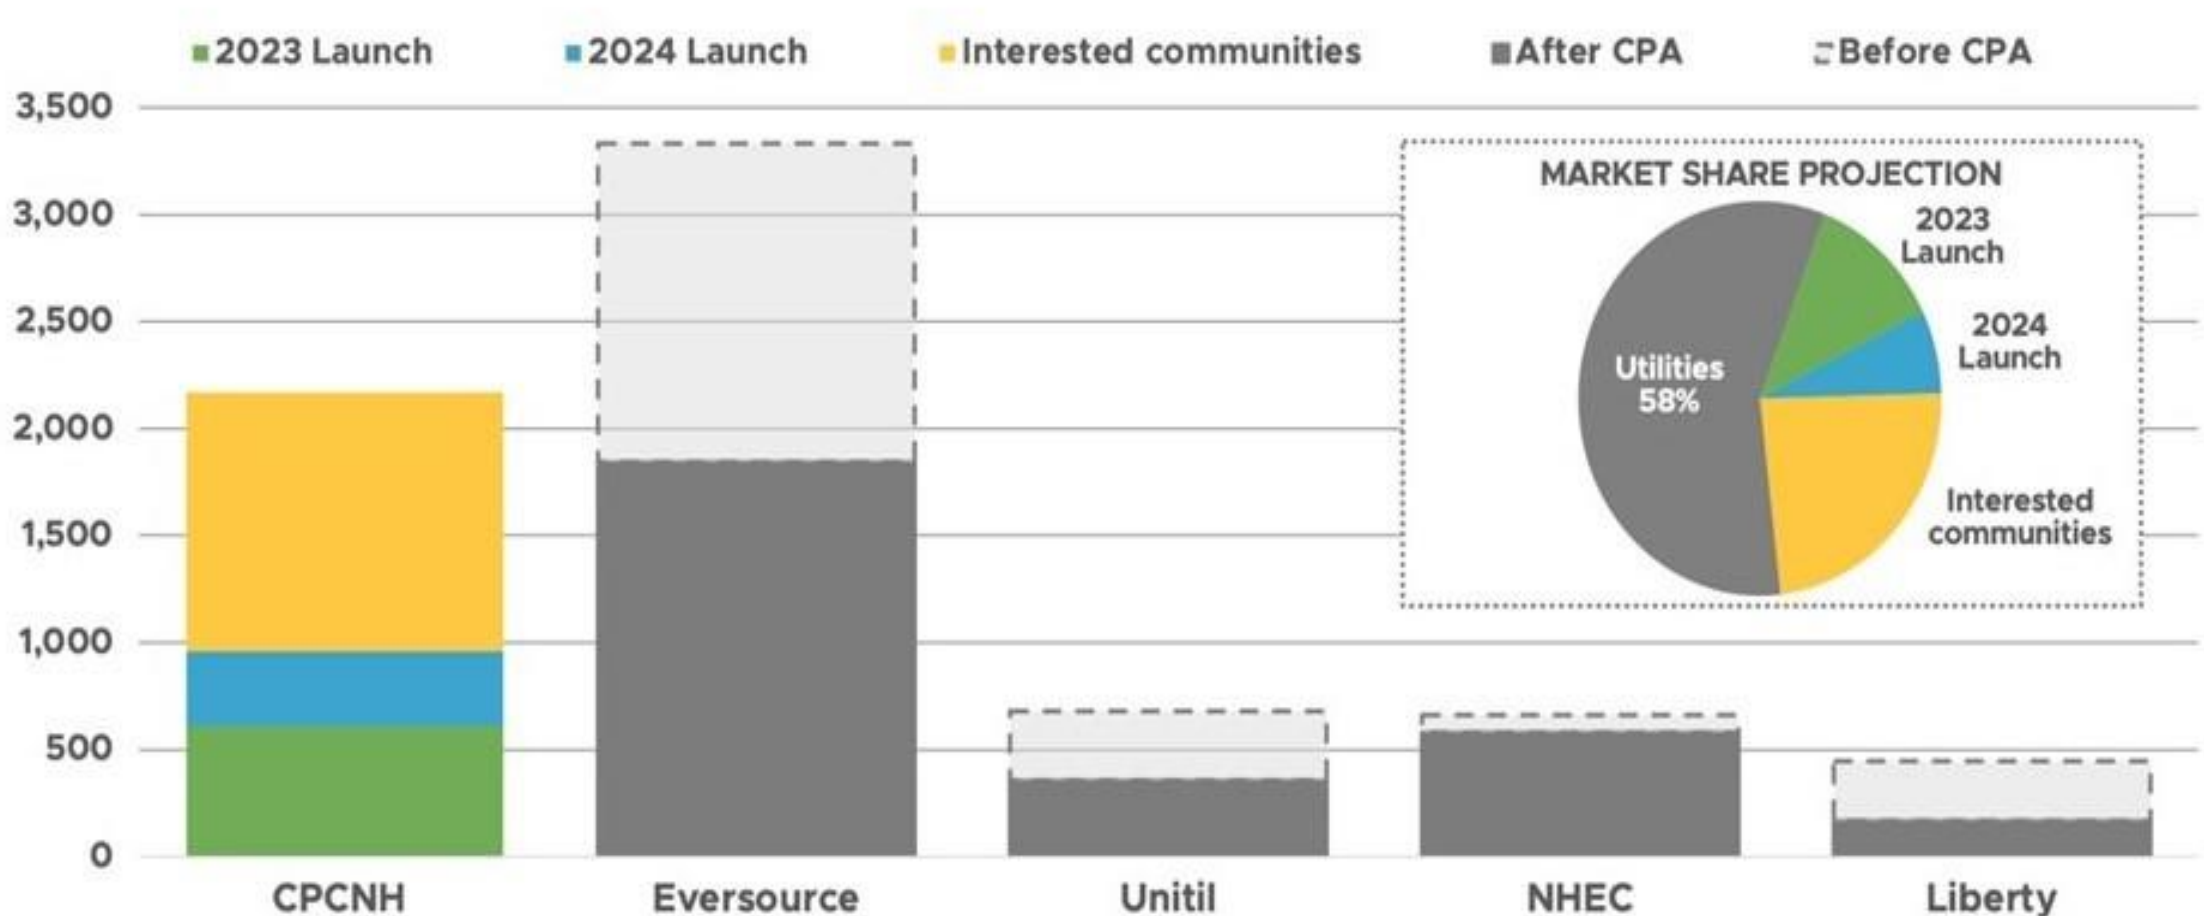 2023 Launch 2024 Launch Interested communities After CPA Before CPA
3,500
3,000
2,500
2,000
1,500
1,000
500
0
CPCNH Eversource Unitil NHEC Liberty
MARKET SHARE PROJECTION
2023
Launch
2024
Launch
Utilities
58%
Interested
communities